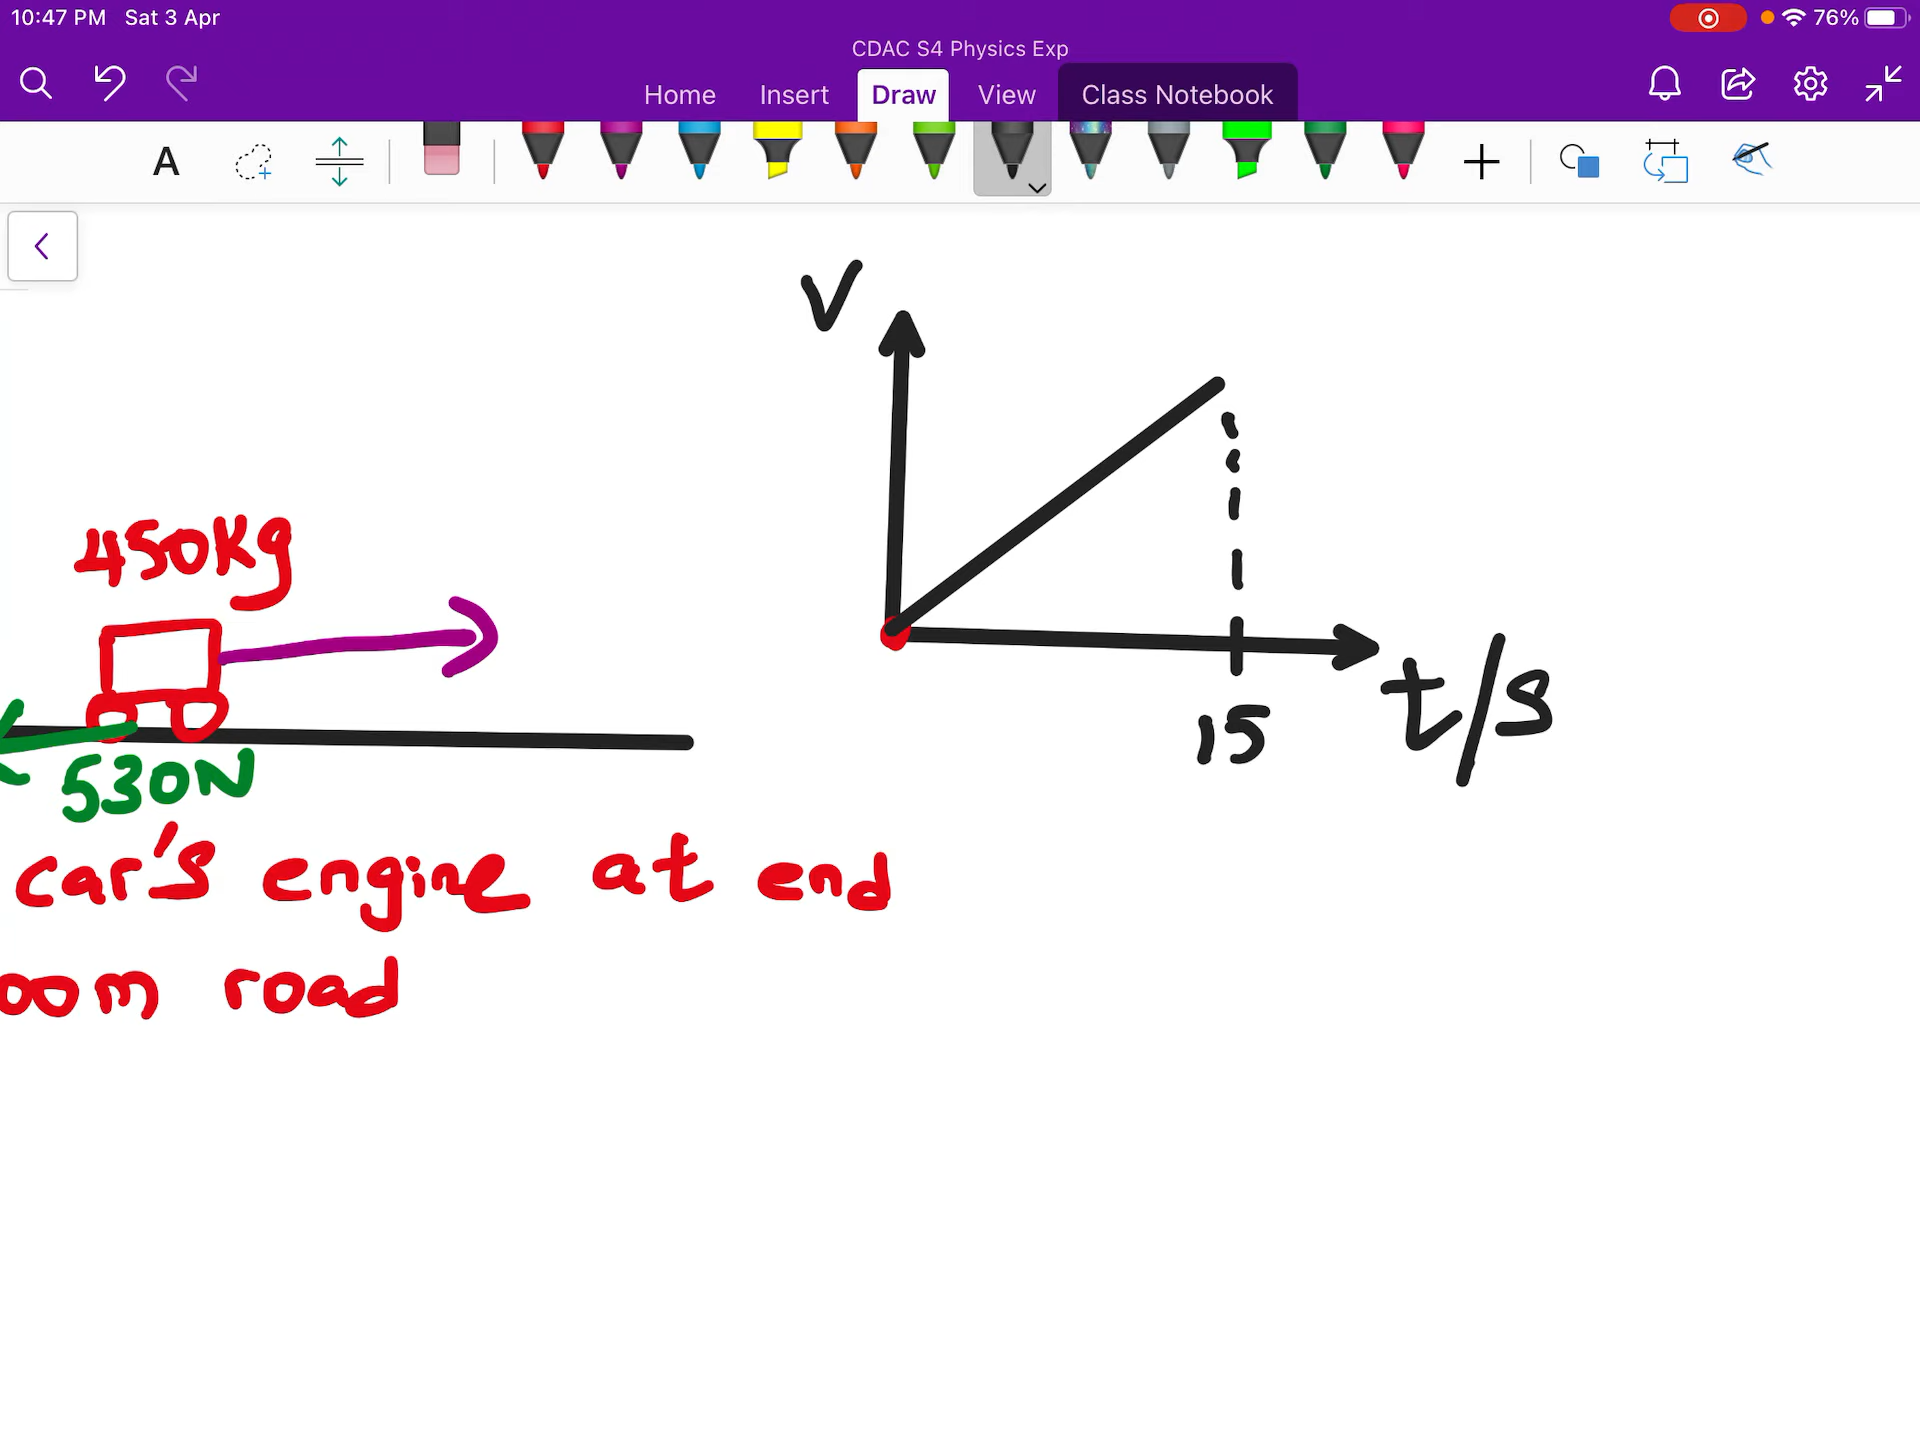 10:47 PM Sat 3 Apr
76%
CDAC S4 Physics Exp
Home Insert Draw View Class Notebook
A
V
450kg
530N
15
t/s
car's engine at end
oom road